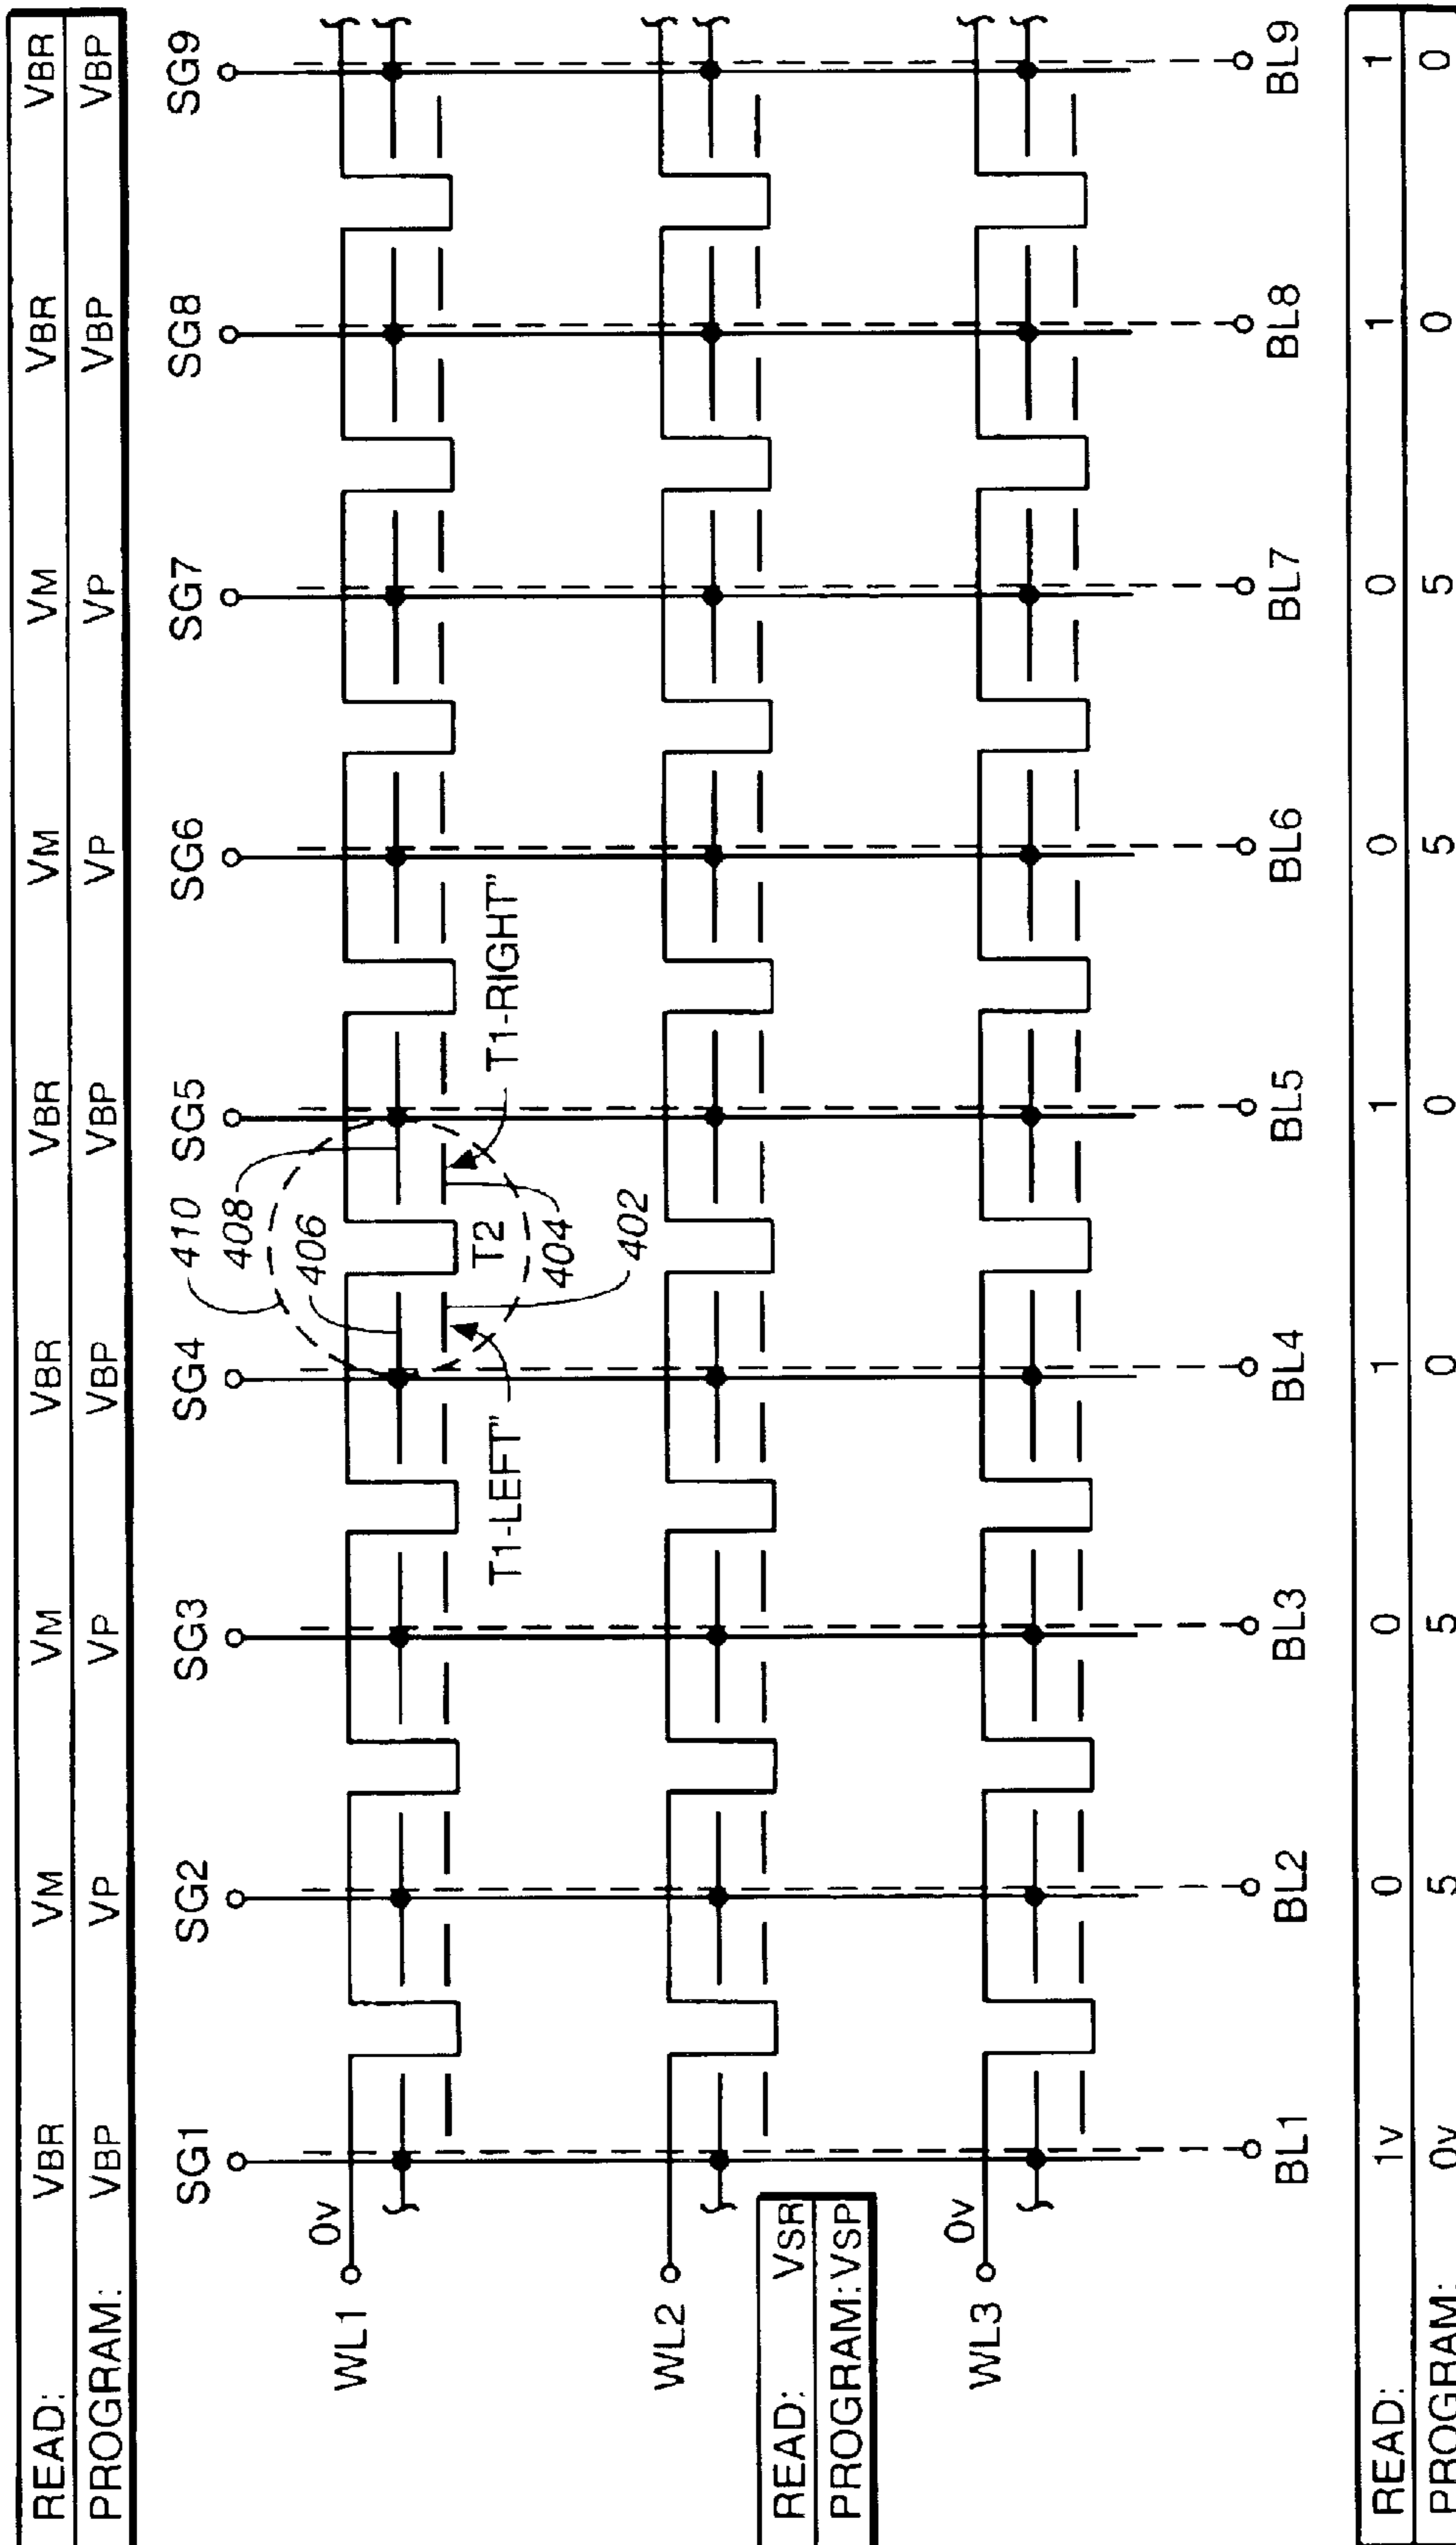 READ: VBR VM VM VBR VBR VM VM VBR VBR
PROGRAM: VBP VP VP VBP VBP VP VP VBP VBP
SG1 SG2 SG3 SG4 SG5 SG6 SG7 SG8 SG9
410
408
406
WL1 0v
T2
404
402
T1-LEFT" T1-RIGHT"
WL2
READ: VSR
PROGRAM: VSP
WL3 0v
BL1 BL2 BL3 BL4 BL5 BL6 BL7 BL8 BL9
READ: 1v 0 0 1 1 0 0 1 1
PROGRAM: 0v 5 5 0 0 5 5 0 0